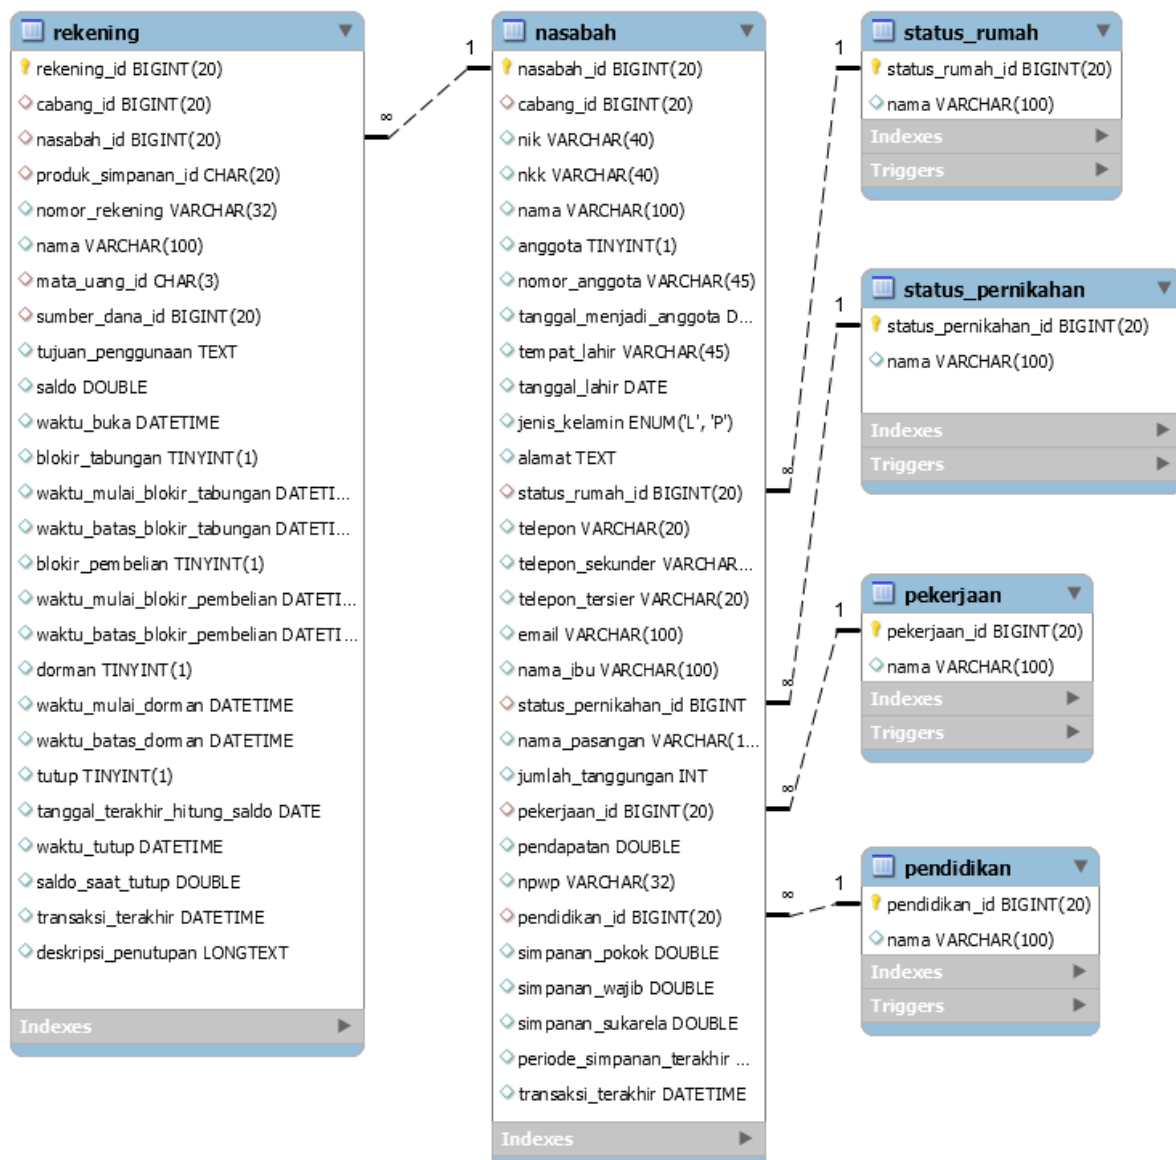 rekening
rekening_id BIGINT(20)
cabang_id BIGINT(20)
nasabah_id BIGINT(20)
produk_simpanan_id CHAR(20)
nomor_rekening VARCHAR(32)
nama VARCHAR(100)
mata_uang_id CHAR(3)
sumber_dana_id BIGINT(20)
tujuan_penggunaan TEXT
saldo DOUBLE
waktu_buka DATETIME
blokir_tabungan TINYINT(1)
waktu_mulai_blokir_tabungan DATETI...
waktu_batas_blokir_tabungan DATETI...
blokir_pembelian TINYINT(1)
waktu_mulai_blokir_pembelian DATETI...
waktu_batas_blokir_pembelian DATETI...
dorman TINYINT(1)
waktu_mulai_dorman DATETIME
waktu_batas_dorman DATETIME
tutup TINYINT(1)
tanggal_terakhir_hitung_saldo DATE
waktu_tutup DATETIME
saldo_saat_tutup DOUBLE
transaksi_terakhir DATETIME
deskripsi_penutupan LONGTEXT
Indexes
1
∞
nasabah
nasabah_id BIGINT(20)
cabang_id BIGINT(20)
nik VARCHAR(40)
nkk VARCHAR(40)
nama VARCHAR(100)
anggota TINYINT(1)
nomor_anggota VARCHAR(45)
tanggal_menjadi_anggota D...
tempat_lahir VARCHAR(45)
tanggal_lahir DATE
jenis_kelamin ENUM('L', 'P')
alamat TEXT
status_rumah_id BIGINT(20)
telepon VARCHAR(20)
telepon_sekunder VARCHAR...
telepon_tersier VARCHAR(20)
email VARCHAR(100)
nama_ibu VARCHAR(100)
status_pernikahan_id BIGINT
nama_pasangan VARCHAR(1...
jumlah_tanggungan INT
pekerjaan_id BIGINT(20)
pendapatan DOUBLE
npwp VARCHAR(32)
pendidikan_id BIGINT(20)
simpanan_pokok DOUBLE
simpanan_wajib DOUBLE
simpanan_sukarela DOUBLE
periode_simpanan_terakhir ...
transaksi_terakhir DATETIME
Indexes
1
∞
status_rumah
status_rumah_id BIGINT(20)
nama VARCHAR(100)
Indexes
Triggers
1
∞
status_pernikahan
status_pernikahan_id BIGINT(20)
nama VARCHAR(100)
Indexes
Triggers
1
∞
pekerjaan
pekerjaan_id BIGINT(20)
nama VARCHAR(100)
Indexes
Triggers
1
∞
pendidikan
pendidikan_id BIGINT(20)
nama VARCHAR(100)
Indexes
Triggers